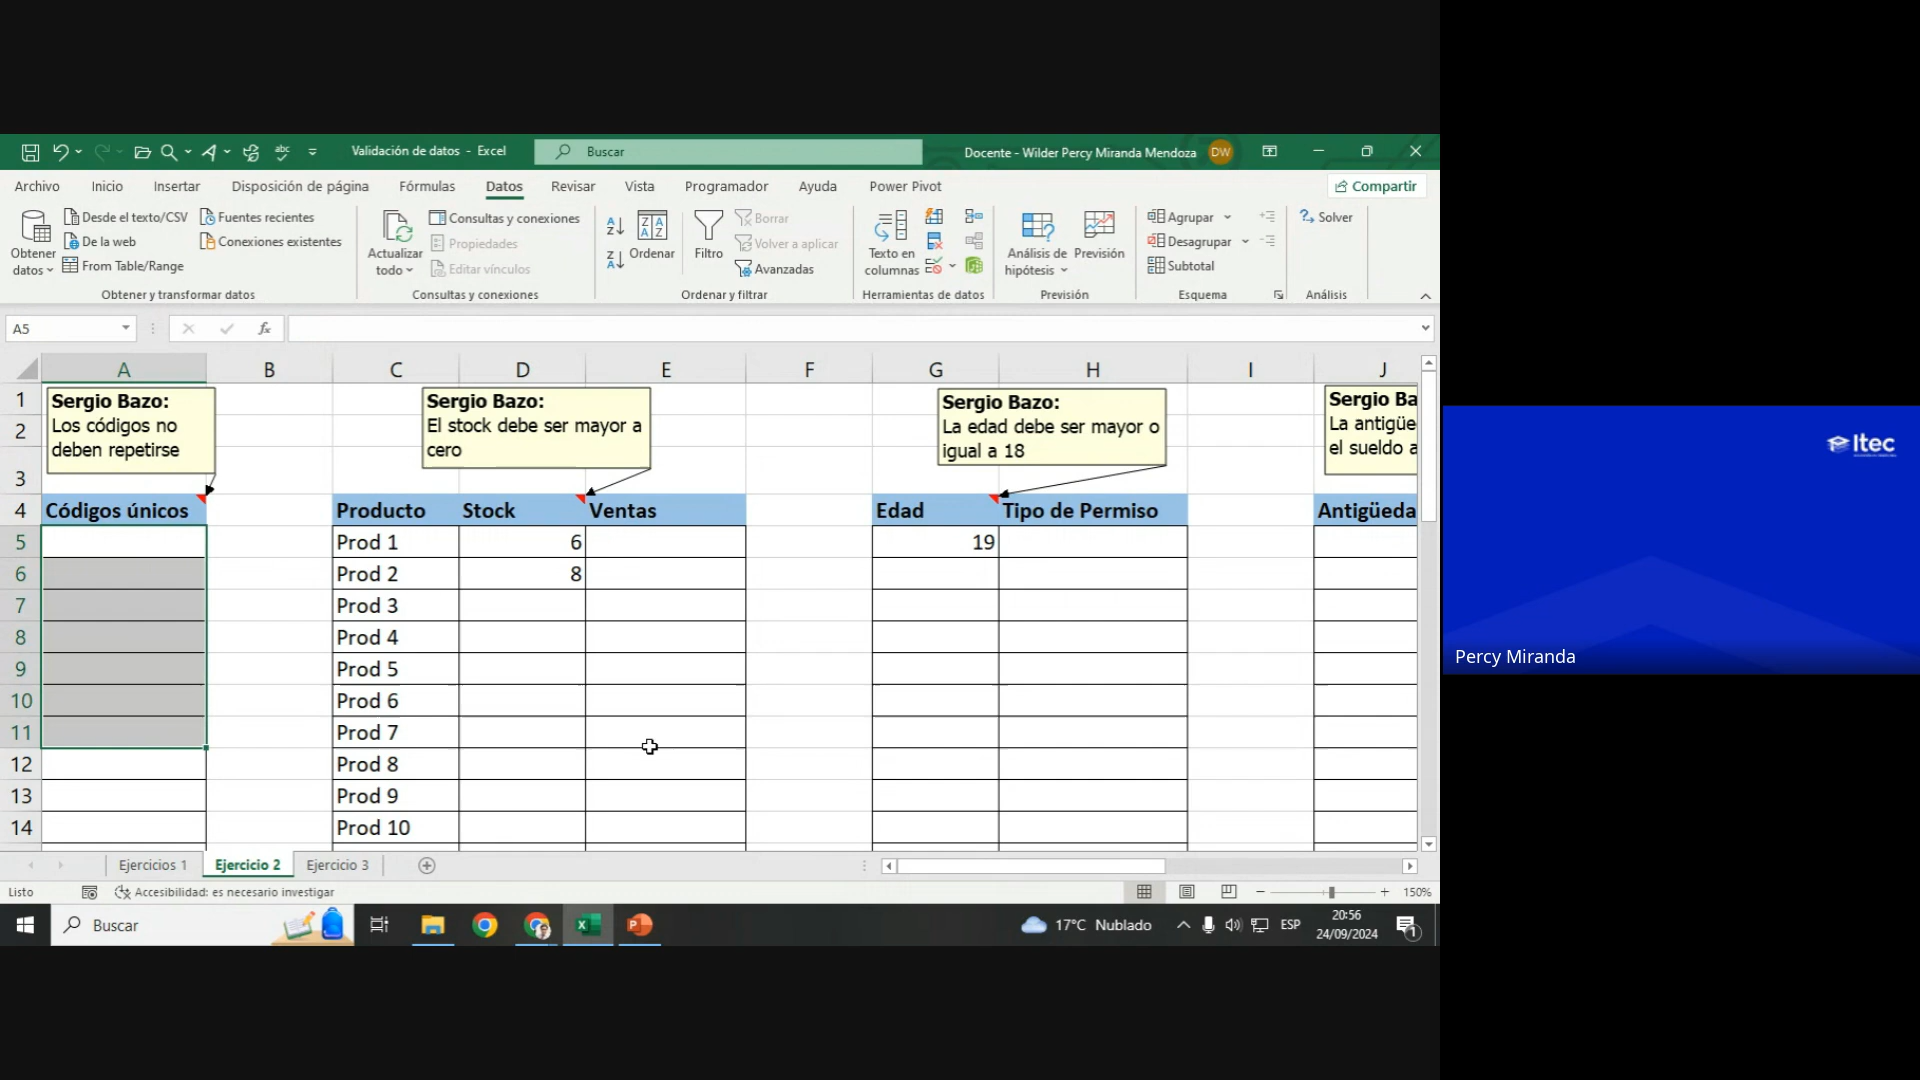 Validación de datos - Excel
Buscar
Docente - Wilder Percy Miranda Mendoza
DW
Archivo
Inicio
Insertar
Disposición de página
Fórmulas
Datos
Revisar
Vista
Programador
Ayuda
Power Pivot
Compartir
Obtener datos
Desde el texto/CSV
De la web
From Table/Range
Fuentes recientes
Conexiones existentes
Obtener y transformar datos
Actualizar todo
Consultas y conexiones
Propiedades
Editar vínculos
Consultas y conexiones
Ordenar
Filtro
Borrar
Volver a aplicar
Avanzadas
Ordenar y filtrar
Texto en columnas
Herramientas de datos
Análisis de hipótesis
Previsión
Previsión
Agrupar
Desagrupar
Subtotal
Esquema
Solver
Análisis
A5
fx
A B C D E F G H I J
1
2
3
Sergio Bazo:
Los códigos no
deben repetirse
Sergio Bazo:
El stock debe ser mayor a
cero
Sergio Bazo:
La edad debe ser mayor o
igual a 18
Sergio Ba
La antigüe
el sueldo a
4 Códigos únicos Producto Stock Ventas Edad Tipo de Permiso Antigüeda
5 Prod 1 6 19
6 Prod 2 8
7 Prod 3
8 Prod 4
9 Prod 5
10 Prod 6
11 Prod 7
12 Prod 8
13 Prod 9
14 Prod 10
Ejercicios 1
Ejercicio 2
Ejercicio 3
Listo
Accesibilidad: es necesario investigar
150%
Buscar
17°C Nublado
ESP
20:56
24/09/2024
1
Itec
Percy Miranda